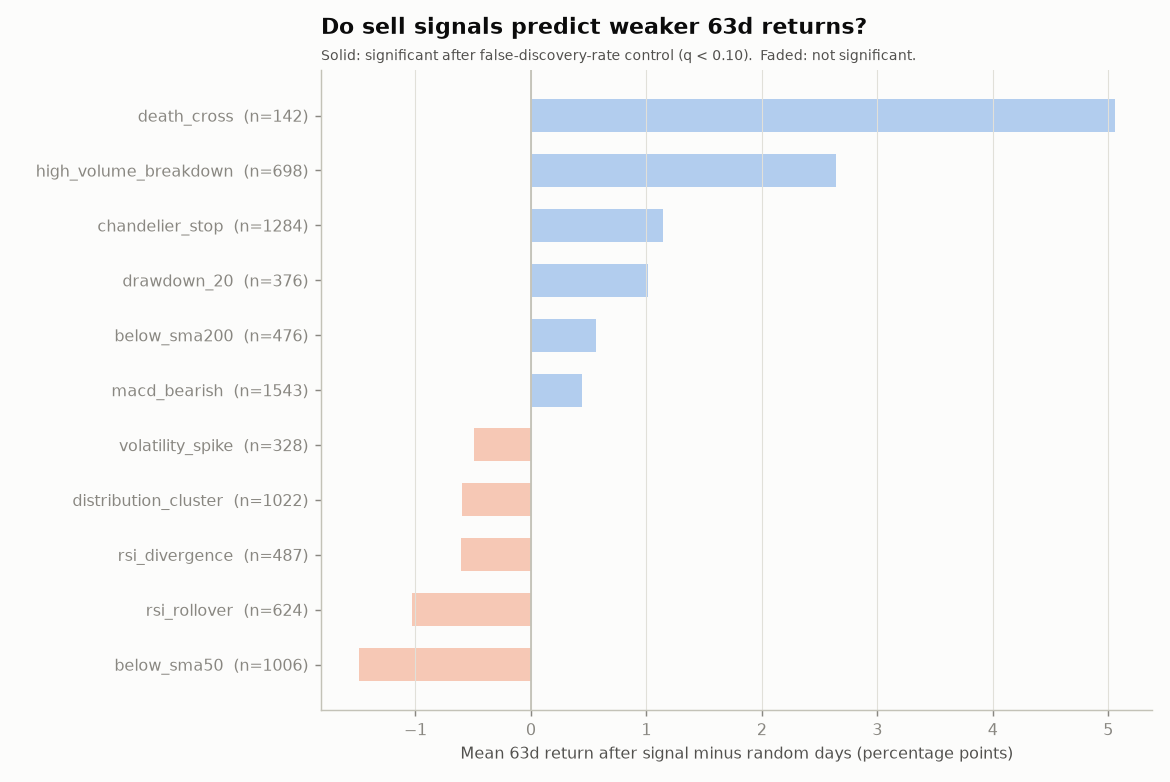 Do sell signals predict weaker 63d returns?
Solid: significant after false-discovery-rate control (q < 0.10).  Faded: not significant.
death_cross  (n=142)
high_volume_breakdown  (n=698)
chandelier_stop  (n=1284)
drawdown_20  (n=376)
below_sma200  (n=476)
macd_bearish  (n=1543)
volatility_spike  (n=328)
distribution_cluster  (n=1022)
rsi_divergence  (n=487)
rsi_rollover  (n=624)
below_sma50  (n=1006)
−1 0 1 2 3 4 5
Mean 63d return after signal minus random days (percentage points)